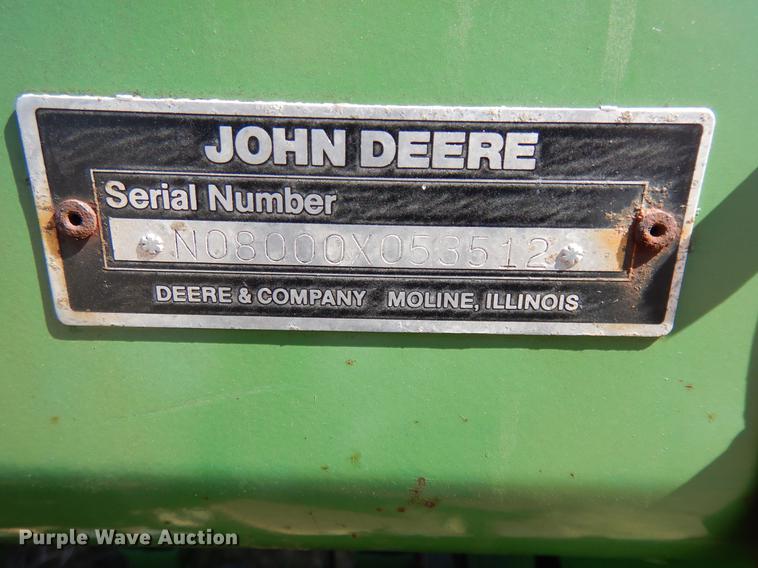 JOHN DEERE
Serial Number
N08000X053512
DEERE & COMPANY MOLINE, ILLINOIS
Purple Wave Auction